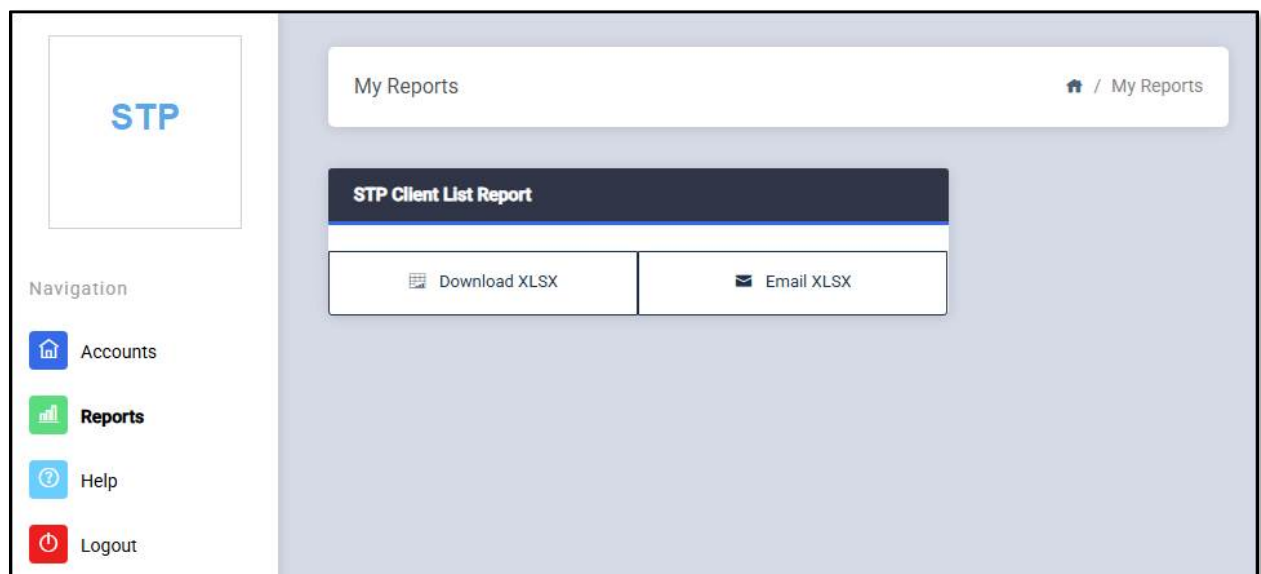 STP
Navigation
Accounts
Reports
Help
Logout
My Reports
/ My Reports
STP Client List Report
Download XLSX
Email XLSX